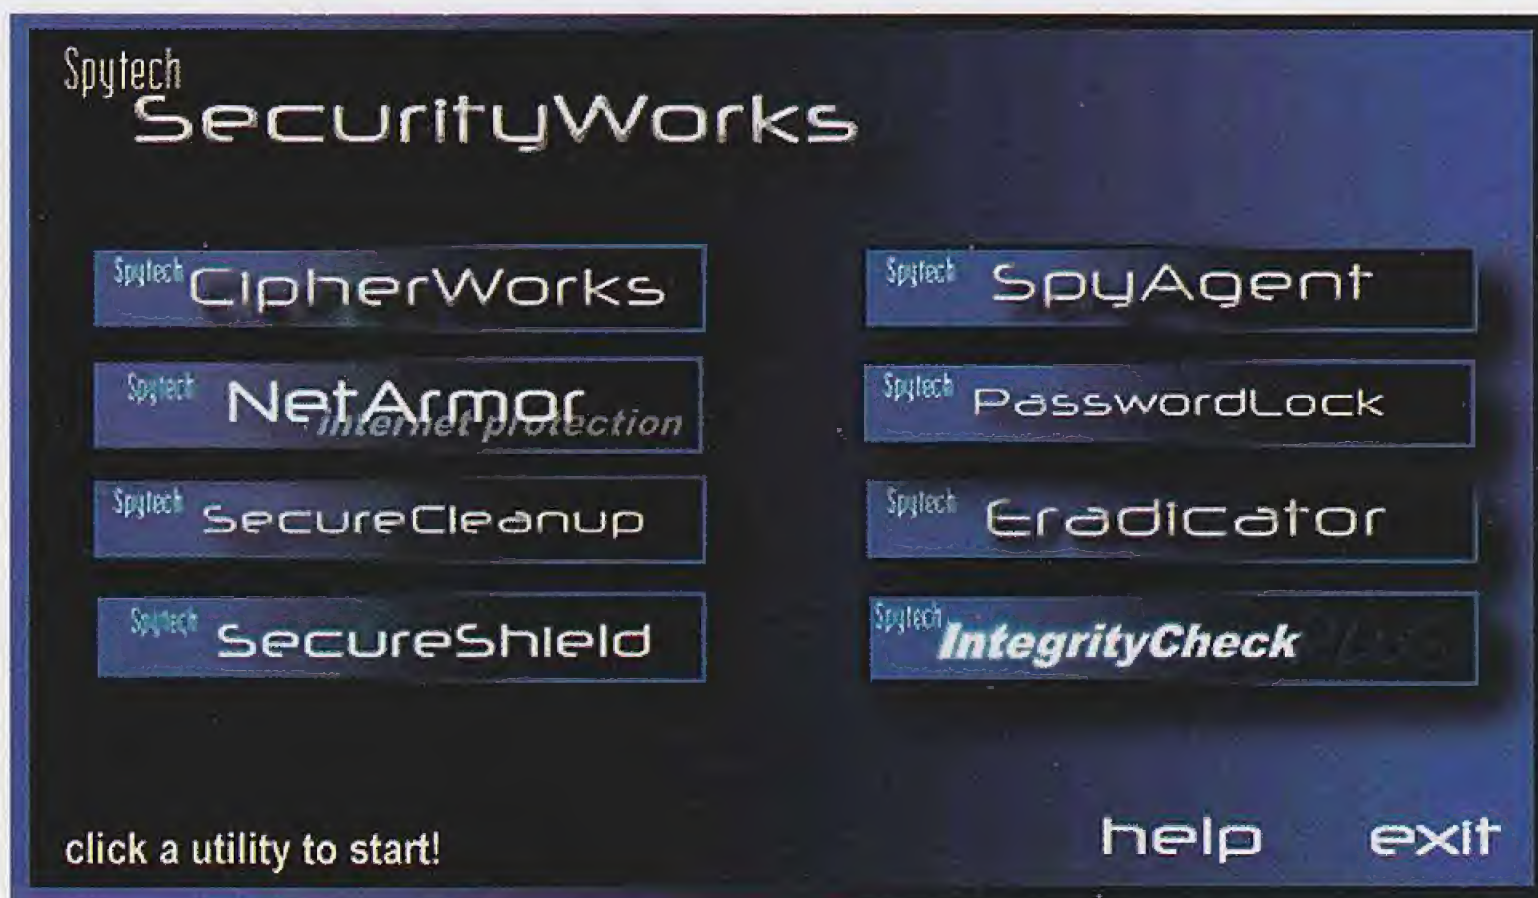 Spytech
SecurityWorks
Spytech CipherWorks
Spytech NetArmor
internet protection
Spytech SecureCleanup
Spytech SecureShield
Spytech SpyAgent
Spytech PasswordLock
Spytech Eradicator
Spytech IntegrityCheck
click a utility to start!
help
exit